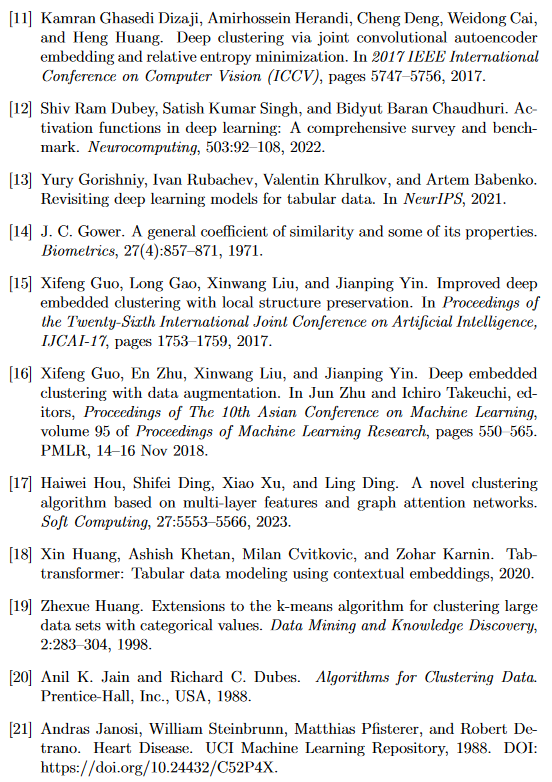 [11] Kamran Ghasedi Dizaji, Amirhossein Herandi, Cheng Deng, Weidong Cai,
and Heng Huang. Deep clustering via joint convolutional autoencoder
embedding and relative entropy minimization. In 2017 IEEE International
Conference on Computer Vision (ICCV), pages 5747–5756, 2017.
[12] Shiv Ram Dubey, Satish Kumar Singh, and Bidyut Baran Chaudhuri. Ac-
tivation functions in deep learning: A comprehensive survey and bench-
mark. Neurocomputing, 503:92–108, 2022.
[13] Yury Gorishniy, Ivan Rubachev, Valentin Khrulkov, and Artem Babenko.
Revisiting deep learning models for tabular data. In NeurIPS, 2021.
[14] J. C. Gower. A general coefficient of similarity and some of its properties.
Biometrics, 27(4):857–871, 1971.
[15] Xifeng Guo, Long Gao, Xinwang Liu, and Jianping Yin. Improved deep
embedded clustering with local structure preservation. In Proceedings of
the Twenty-Sixth International Joint Conference on Artificial Intelligence,
IJCAI-17, pages 1753–1759, 2017.
[16] Xifeng Guo, En Zhu, Xinwang Liu, and Jianping Yin. Deep embedded
clustering with data augmentation. In Jun Zhu and Ichiro Takeuchi, ed-
itors, Proceedings of The 10th Asian Conference on Machine Learning,
volume 95 of Proceedings of Machine Learning Research, pages 550–565.
PMLR, 14–16 Nov 2018.
[17] Haiwei Hou, Shifei Ding, Xiao Xu, and Ling Ding. A novel clustering
algorithm based on multi-layer features and graph attention networks.
Soft Computing, 27:5553–5566, 2023.
[18] Xin Huang, Ashish Khetan, Milan Cvitkovic, and Zohar Karnin. Tab-
transformer: Tabular data modeling using contextual embeddings, 2020.
[19] Zhexue Huang. Extensions to the k-means algorithm for clustering large
data sets with categorical values. Data Mining and Knowledge Discovery,
2:283–304, 1998.
[20] Anil K. Jain and Richard C. Dubes. Algorithms for Clustering Data.
Prentice-Hall, Inc., USA, 1988.
[21] Andras Janosi, William Steinbrunn, Matthias Pfisterer, and Robert De-
trano. Heart Disease. UCI Machine Learning Repository, 1988. DOI:
https://doi.org/10.24432/C52P4X.